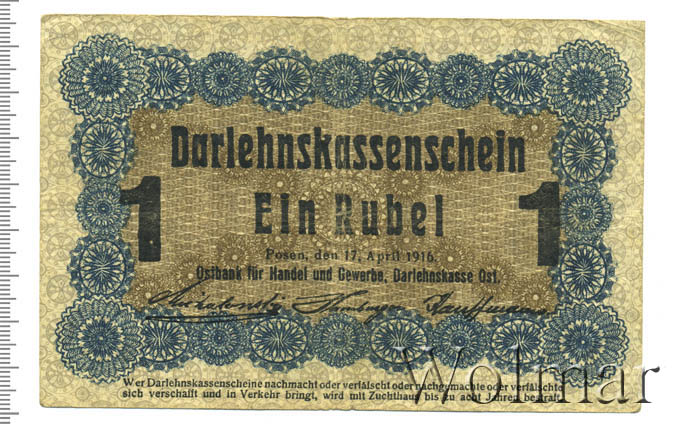 Darlehnskassenschein
1 Ein Rubel 1
Posen, den 17. April 1916.
Ostbank für Handel und Gewerbe, Darlehnskasse Ost.
Wer Darlehnskassenscheine nachmacht oder verfälscht oder nachgemachte oder verfälschte
sich verschafft und in Verkehr bringt, wird mit Zuchthaus bis zu acht Jahren bestraft.
Wolmar